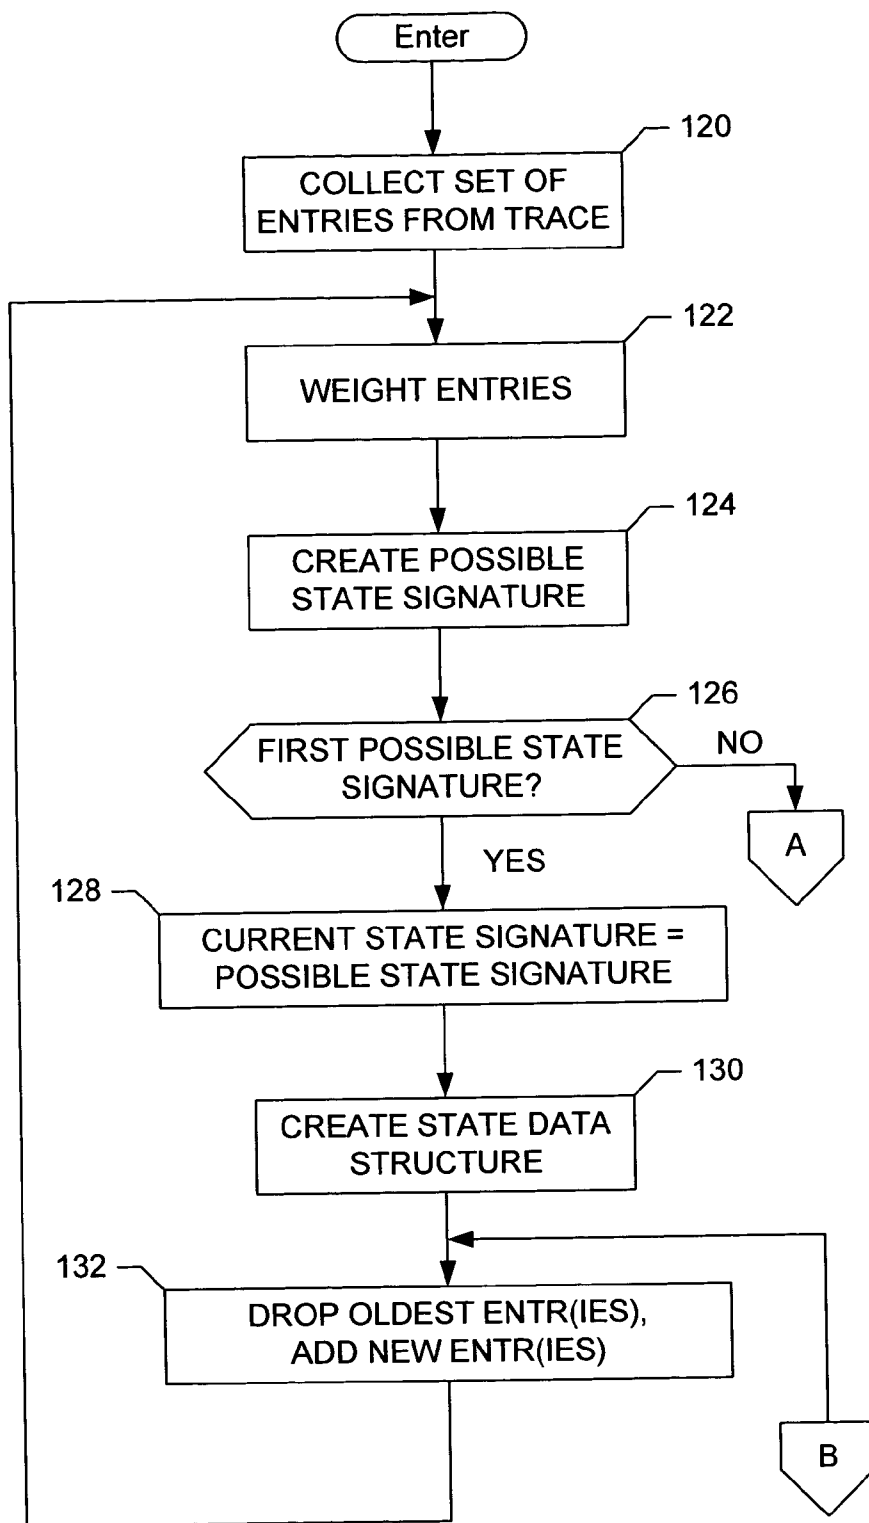 Enter
120
COLLECT SET OF
ENTRIES FROM TRACE
122
WEIGHT ENTRIES
124
CREATE POSSIBLE
STATE SIGNATURE
126
FIRST POSSIBLE STATE
SIGNATURE?
NO
A
YES
128
CURRENT STATE SIGNATURE =
POSSIBLE STATE SIGNATURE
130
CREATE STATE DATA
STRUCTURE
132
DROP OLDEST ENTR(IES),
ADD NEW ENTR(IES)
B